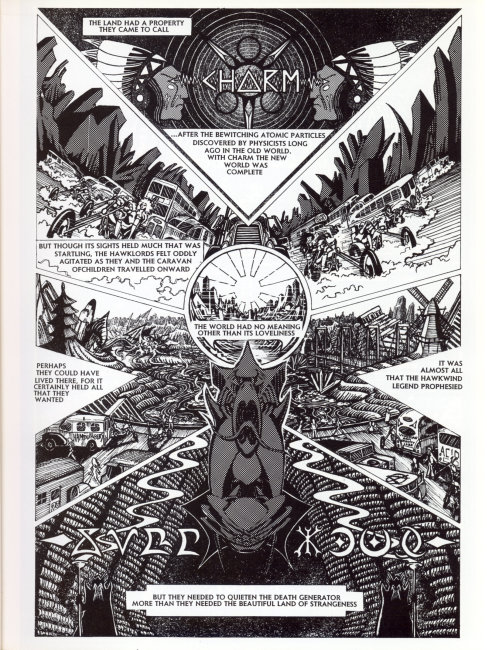 THE LAND HAD A PROPERTY
THEY CAME TO CALL
CHARM
...AFTER THE BEWITCHING ATOMIC PARTICLES
DISCOVERED BY PHYSICISTS LONG
AGO IN THE OLD WORLD.
WITH CHARM THE NEW
WORLD WAS
COMPLETE
BUT THOUGH ITS SIGHTS HELD MUCH THAT WAS
STARTLING, THE HAWKLORDS FELT ODDLY
AGITATED AS THEY AND THE CARAVAN
OFCHILDREN TRAVELLED ONWARD
THE WORLD HAD NO MEANING
OTHER THAN ITS LOVELINESS
PERHAPS
THEY COULD HAVE
LIVED THERE, FOR IT
CERTAINLY HELD ALL
THAT THEY
WANTED
IT WAS
ALMOST ALL
THAT THE HAWKWIND
LEGEND PROPHESIED
ACID
BUT THEY NEEDED TO QUIETEN THE DEATH GENERATOR
MORE THAN THEY NEEDED THE BEAUTIFUL LAND OF STRANGENESS